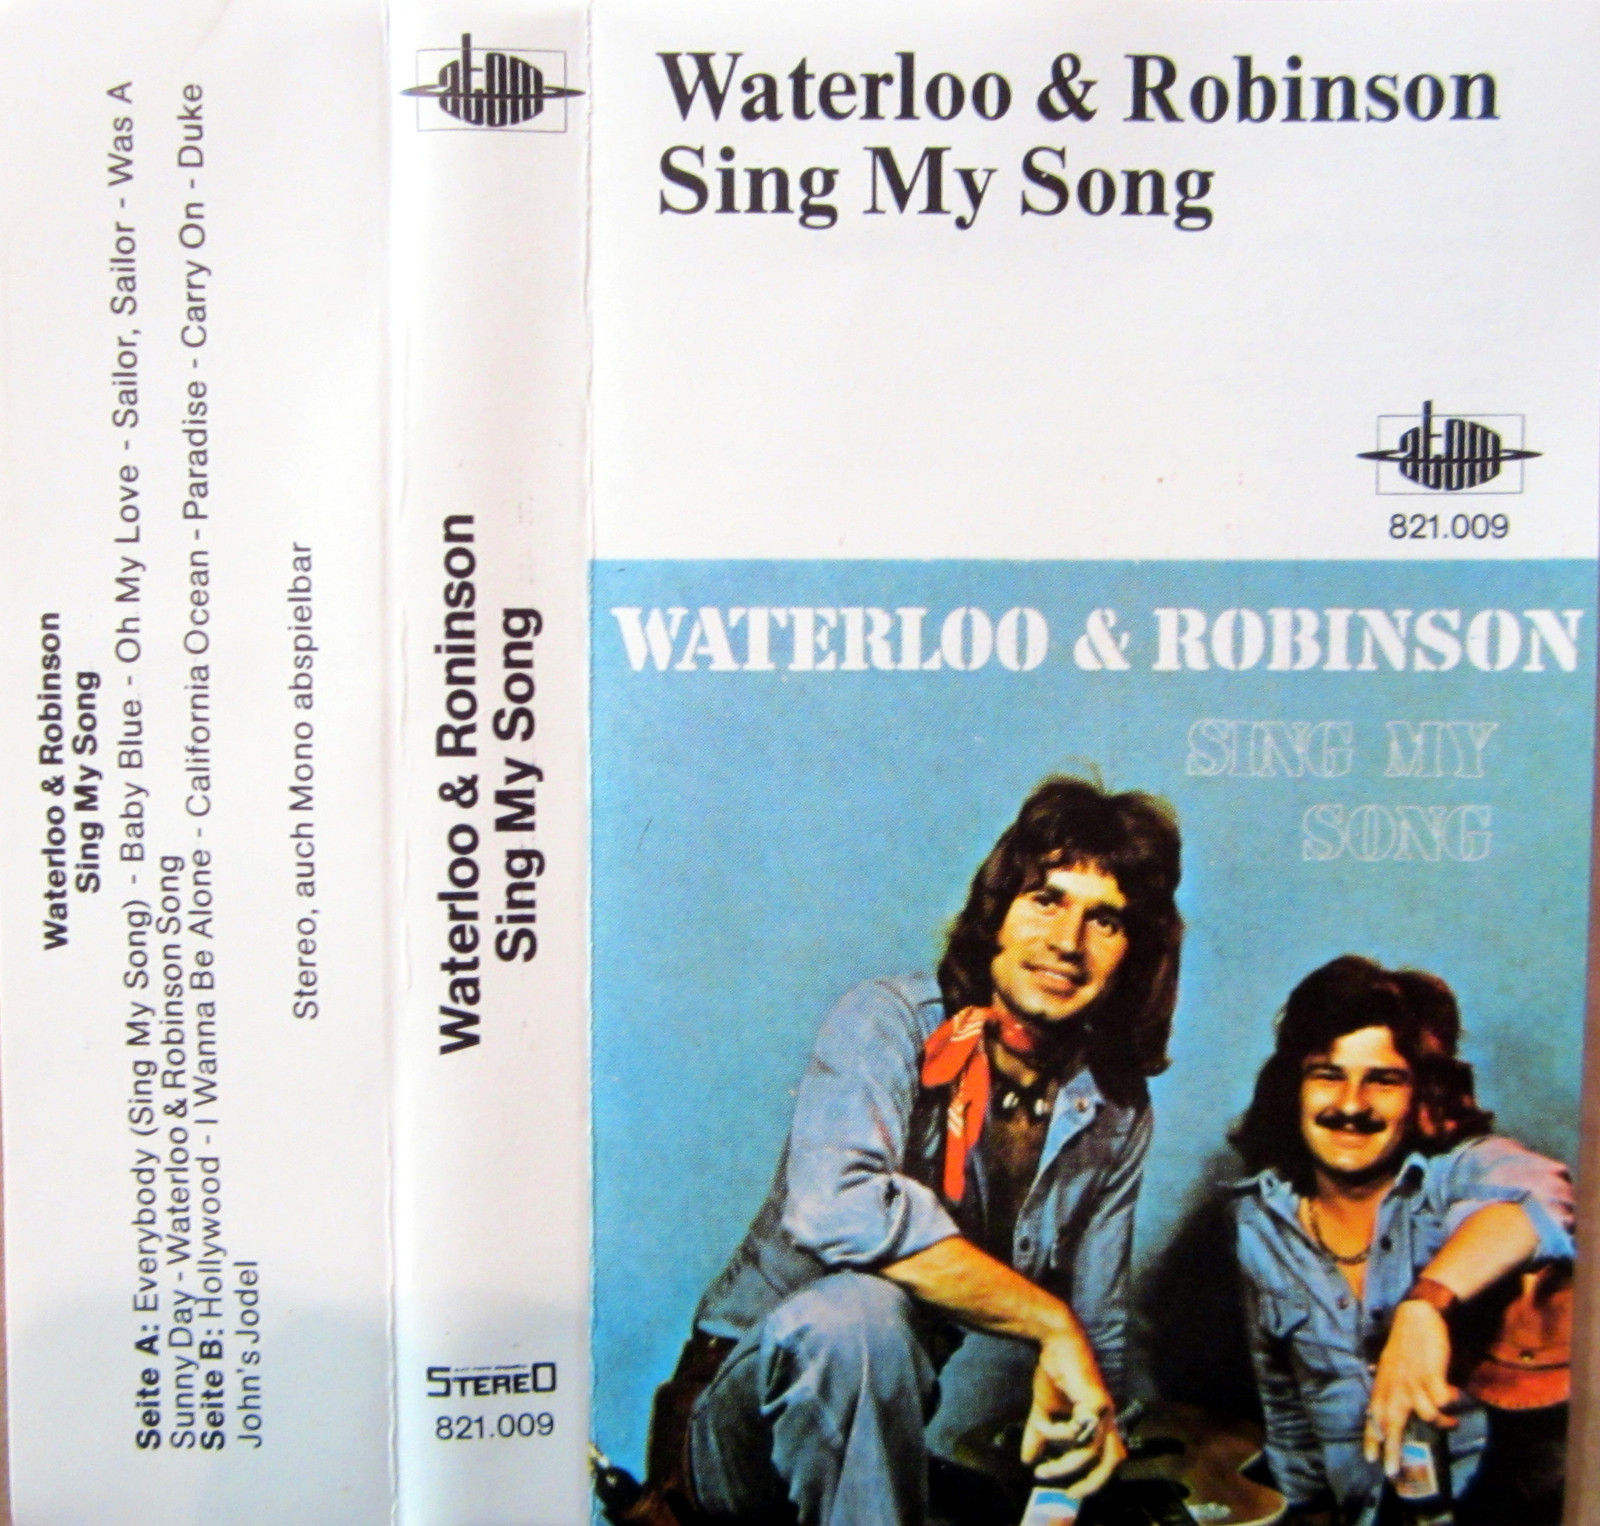 Waterloo & Robinson
Sing My Song
Seite A: Everybody (Sing My Song) - Baby Blue - Oh My Love - Sailor, Sailor - Was A
Sunny Day - Waterloo & Robinson Song
Seite B: Hollywood - I Wanna Be Alone - California Ocean - Paradise - Carry On - Duke
John's Jodel
Stereo, auch Mono abspielbar
atom
Waterloo & Roninson
Sing My Song
STEREO
821.009
Waterloo & Robinson
Sing My Song
atom
821.009
WATERLOO & ROBINSON
SING MY
SONG